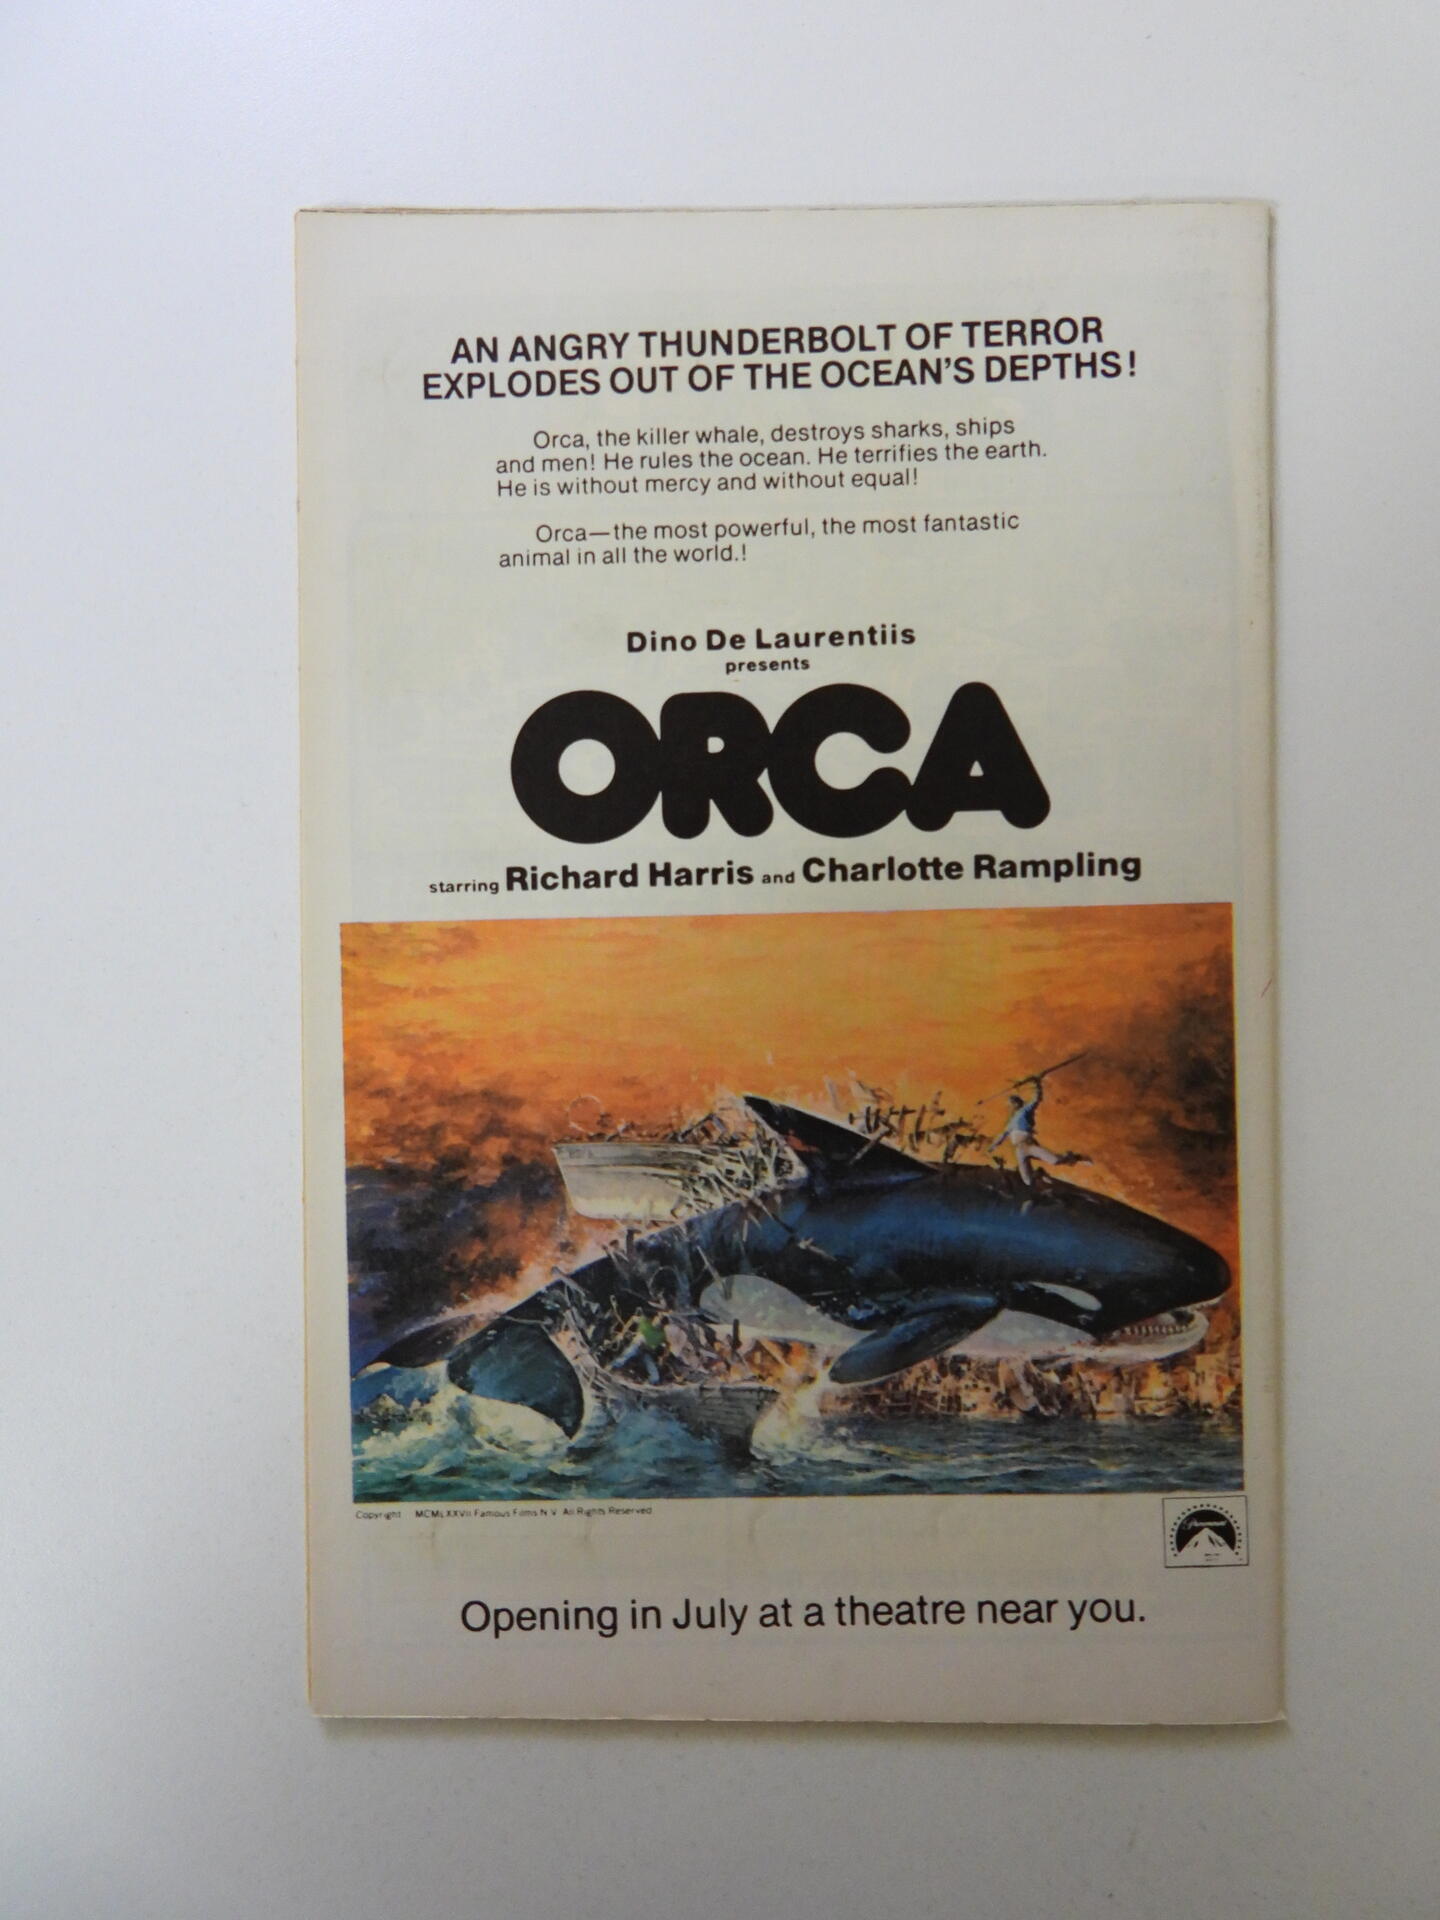 AN ANGRY THUNDERBOLT OF TERROR
EXPLODES OUT OF THE OCEAN'S DEPTHS!
Orca, the killer whale, destroys sharks, ships
and men! He rules the ocean. He terrifies the earth.
He is without mercy and without equal!
Orca—the most powerful, the most fantastic
animal in all the world.!
Dino De Laurentiis
presents
ORCA
starring Richard Harris and Charlotte Rampling
Copyright MCMLXXVII Famous Films N V All Rights Reserved
Paramount
Opening in July at a theatre near you.